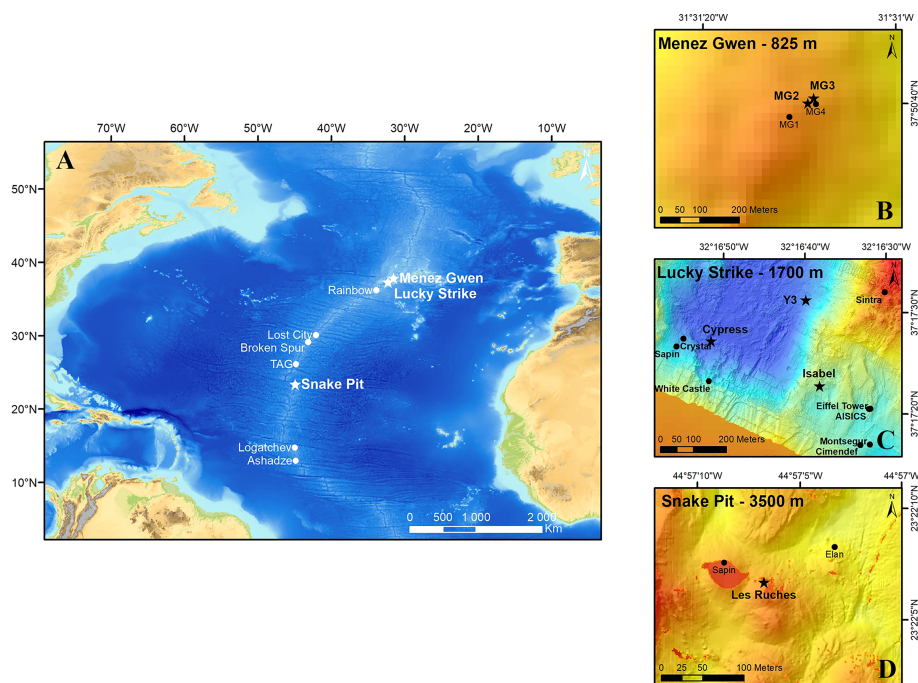 A
70°W 60°W 50°W 40°W 30°W 20°W 10°W 0°
N
50°N
40°N
30°N
20°N
10°N
Menez Gwen
Lucky Strike
Rainbow
Lost City
Broken Spur
TAG
Snake Pit
Logatchev
Ashadze
0 500 1 000 2 000
Km
31°31'20"W 31°31'W
Menez Gwen - 825 m
N
MG3
MG2
MG4
MG1
37°50'40"N
0 50 100 200 Meters
B
32°16'50"W 32°16'40"W 32°16'30"W
Lucky Strike - 1700 m
N
Y3
Sintra
37°17'30"N
Cypress
Crystal
Sapin
Isabel
White Castle
Eiffel Tower
AISICS
37°17'20"N
Montsegur
Cimendef
0 50 100 200 Meters
C
44°57'10"W 44°57'5"W 44°57'W
Snake Pit - 3500 m
N
23°22'10"N
Elan
Sapin
Les Ruches
23°22'5"N
0 25 50 100 Meters
D